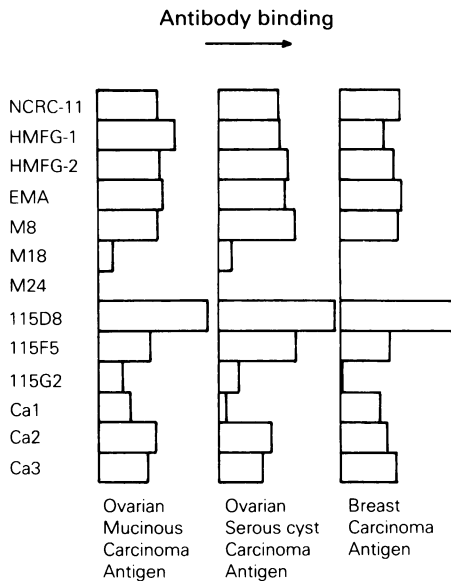 Antibody binding
NCRC-11
HMFG-1
HMFG-2
EMA
M8
M18
M24
115D8
115F5
115G2
Ca1
Ca2
Ca3
Ovarian
Mucinous
Carcinoma
Antigen
Ovarian
Serous cyst
Carcinoma
Antigen
Breast
Carcinoma
Antigen